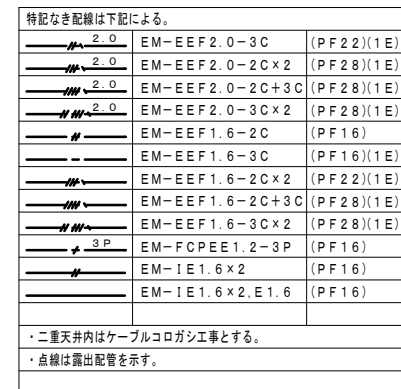 特記なき配線は下記による。
2.0 EM-EEF2.0-3C (PF22)(1E)
2.0 EM-EEF2.0-2C×2 (PF28)(1E)
2.0 EM-EEF2.0-2C+3C (PF28)(1E)
2.0 EM-EEF2.0-3C×2 (PF28)(1E)
EM-EEF1.6-2C (PF16)
EM-EEF1.6-3C (PF16)(1E)
EM-EEF1.6-2C×2 (PF22)(1E)
EM-EEF1.6-2C+3C (PF28)(1E)
EM-EEF1.6-3C×2 (PF28)(1E)
3P EM-FCPEE1.2-3P (PF16)
EM-IE1.6×2 (PF16)
EM-IE1.6×2,E1.6 (PF16)
・二重天井内はケーブルコロガシ工事とする。
・点線は露出配管を示す。